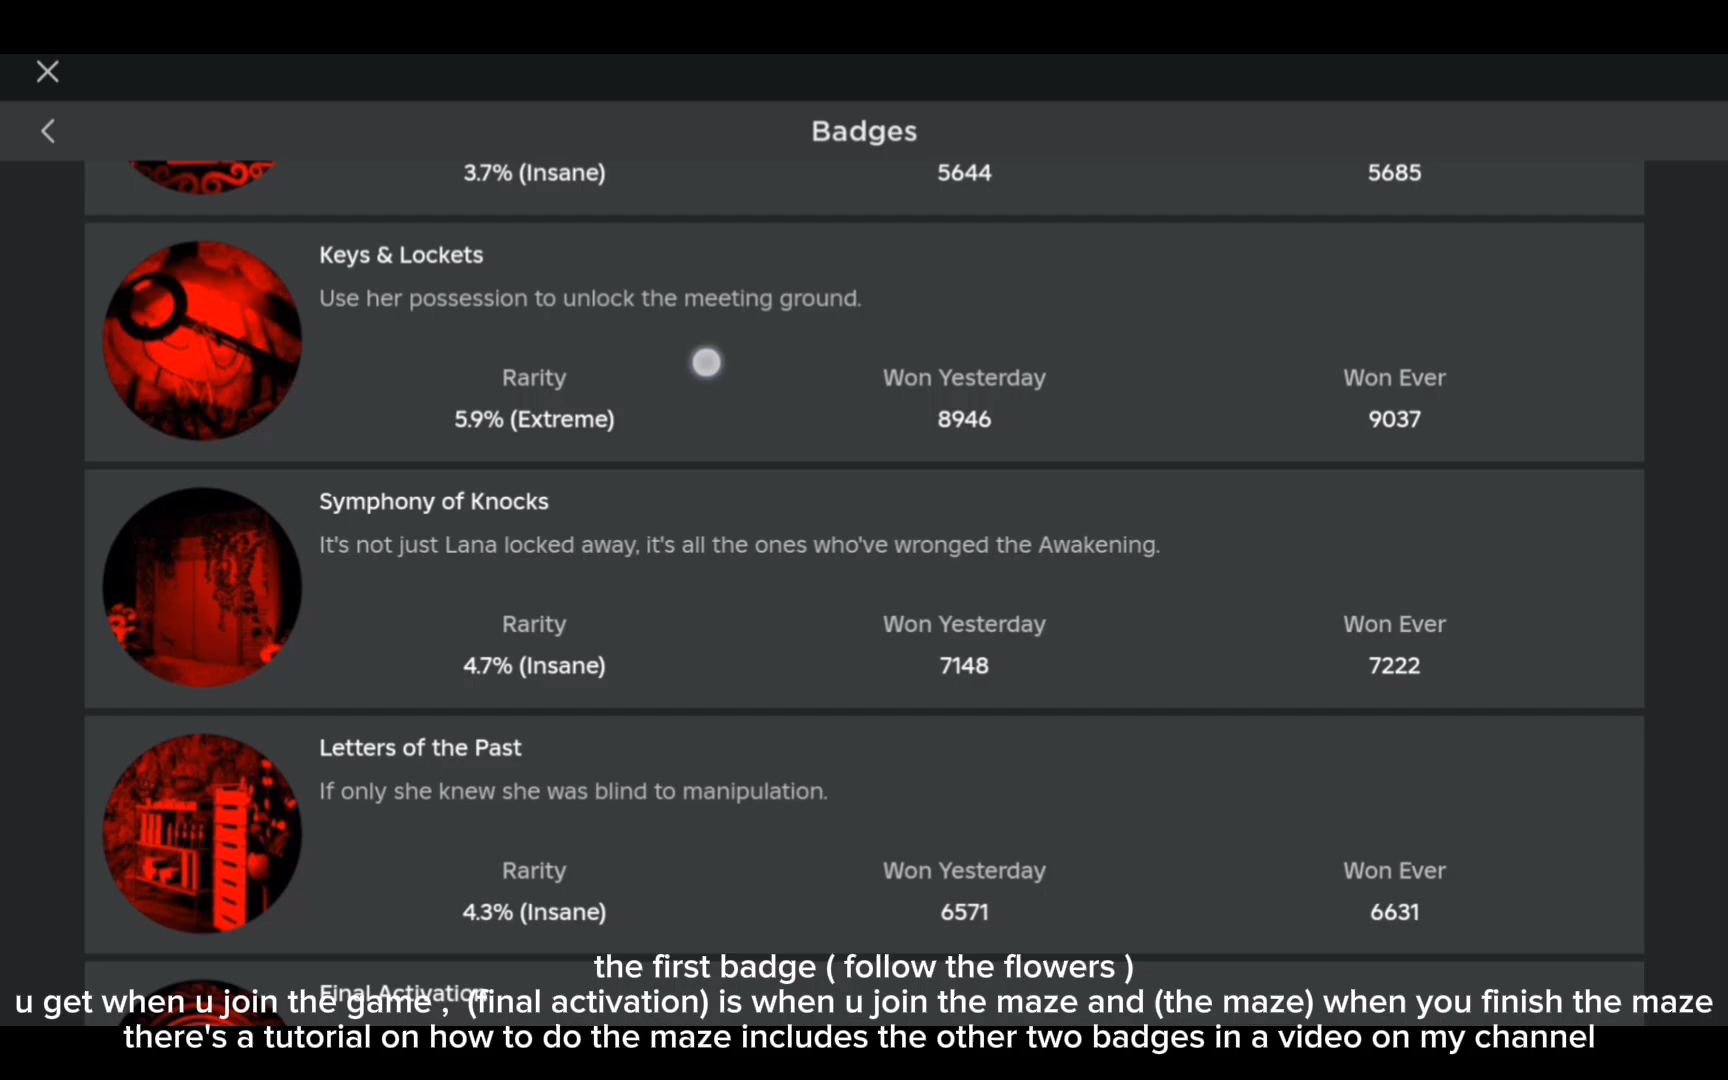 Badges
3.7% (Insane) 5644 5685
Keys & Lockets
Use her possession to unlock the meeting ground.
Rarity Won Yesterday Won Ever
5.9% (Extreme) 8946 9037
Symphony of Knocks
It's not just Lana locked away, it's all the ones who've wronged the Awakening.
Rarity Won Yesterday Won Ever
4.7% (Insane) 7148 7222
Letters of the Past
If only she knew she was blind to manipulation.
Rarity Won Yesterday Won Ever
4.3% (Insane) 6571 6631
Final Activation
the first badge ( follow the flowers )
u get when u join the game , (final activation) is when u join the maze and (the maze) when you finish the maze
there's a tutorial on how to do the maze includes the other two badges in a video on my channel